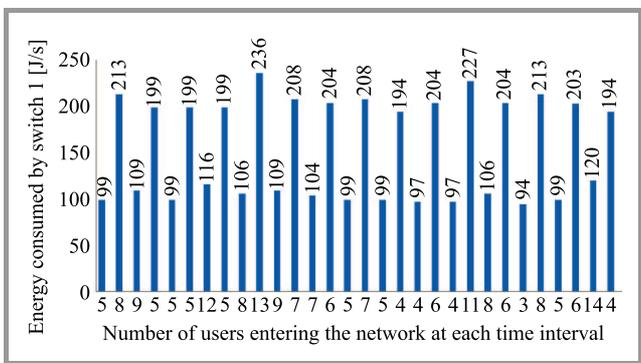 Energy consumed by switch 1 [J/s]
250
200
150
100
50
0
99 213 109 199 99 199 116 199 106 236 109 208 104 204 99 208 99 194 97 204 97 227 106 204 94 213 99 203 120 194
5 8 9 5 5 5 12 5 8 13 9 7 7 6 5 7 5 4 4 6 4 11 8 6 3 8 5 6 14 4
Number of users entering the network at each time interval